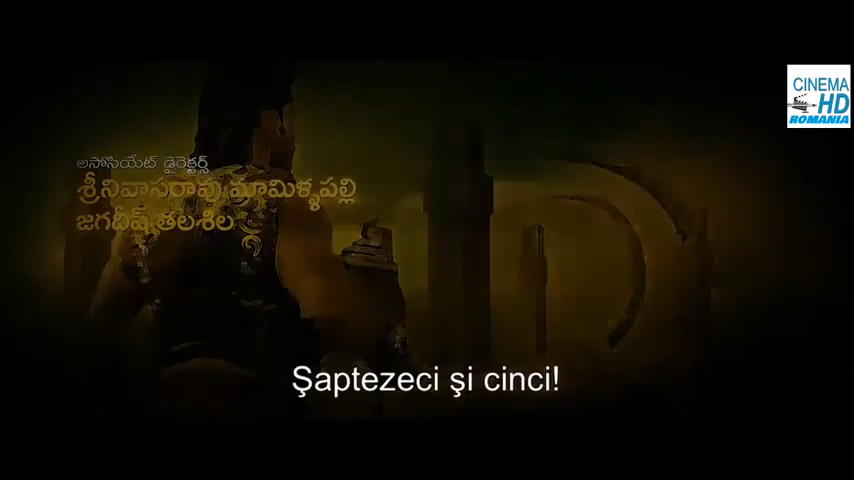 CINEMA
HD
ROMANIA
అసోసియేట్ డైరెక్టర్స్
శ్రీనివాసరావు మామిళ్ళపల్లి
జగదీష్ తలశిల
Şaptezeci şi cinci!